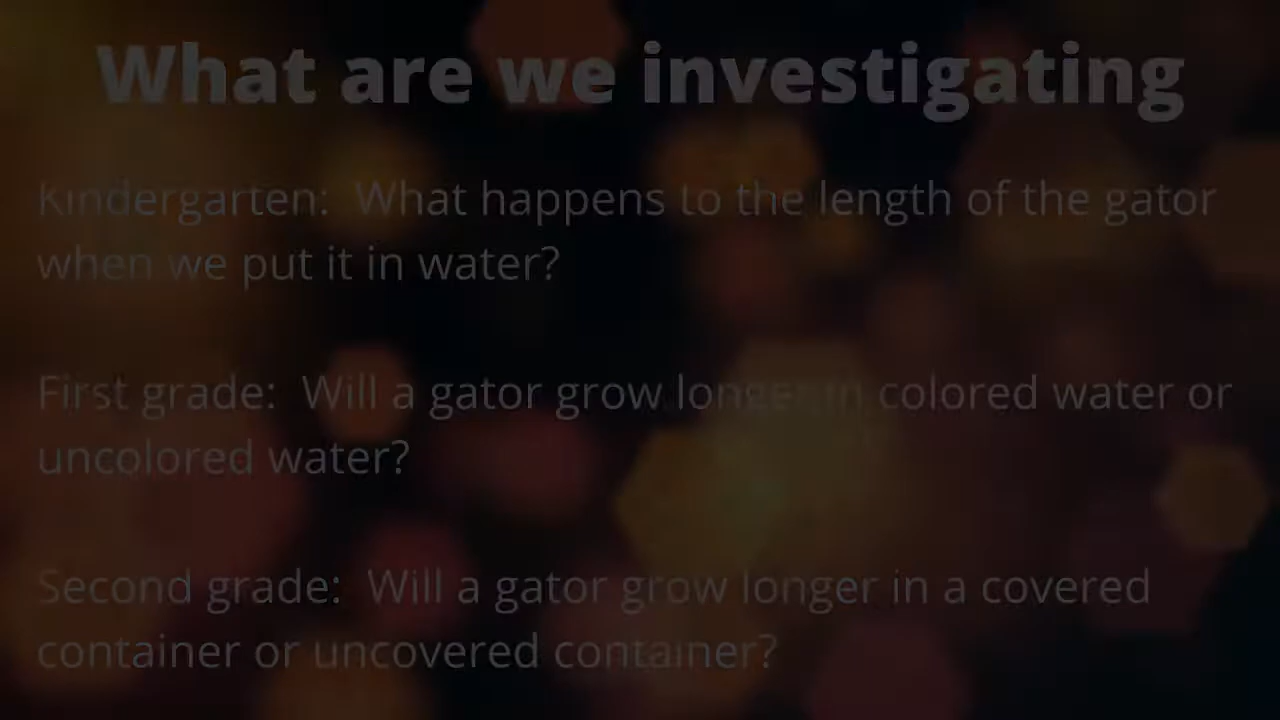 What are we investigating
Kindergarten: What happens to the length of the gator
when we put it in water?
First grade: Will a gator grow longer in colored water or
uncolored water?
Second grade: Will a gator grow longer in a covered
container or uncovered container?